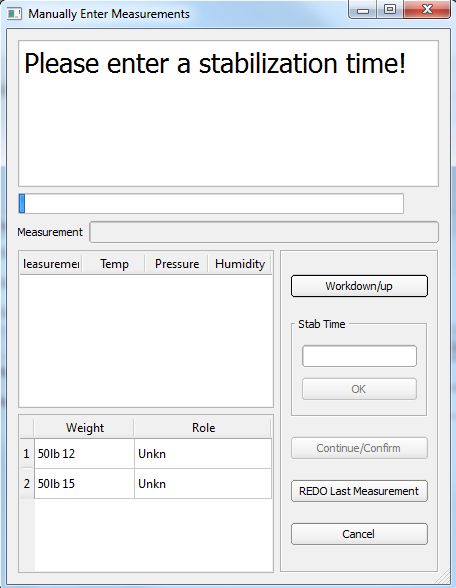 Manually Enter Measurements
Please enter a stabilization time!
Measurement
leasuremer Temp Pressure Humidity
Workdown/up
Stab Time
OK
Weight Role
1 50lb 12 Unkn
2 50lb 15 Unkn
Continue/Confirm
REDO Last Measurement
Cancel